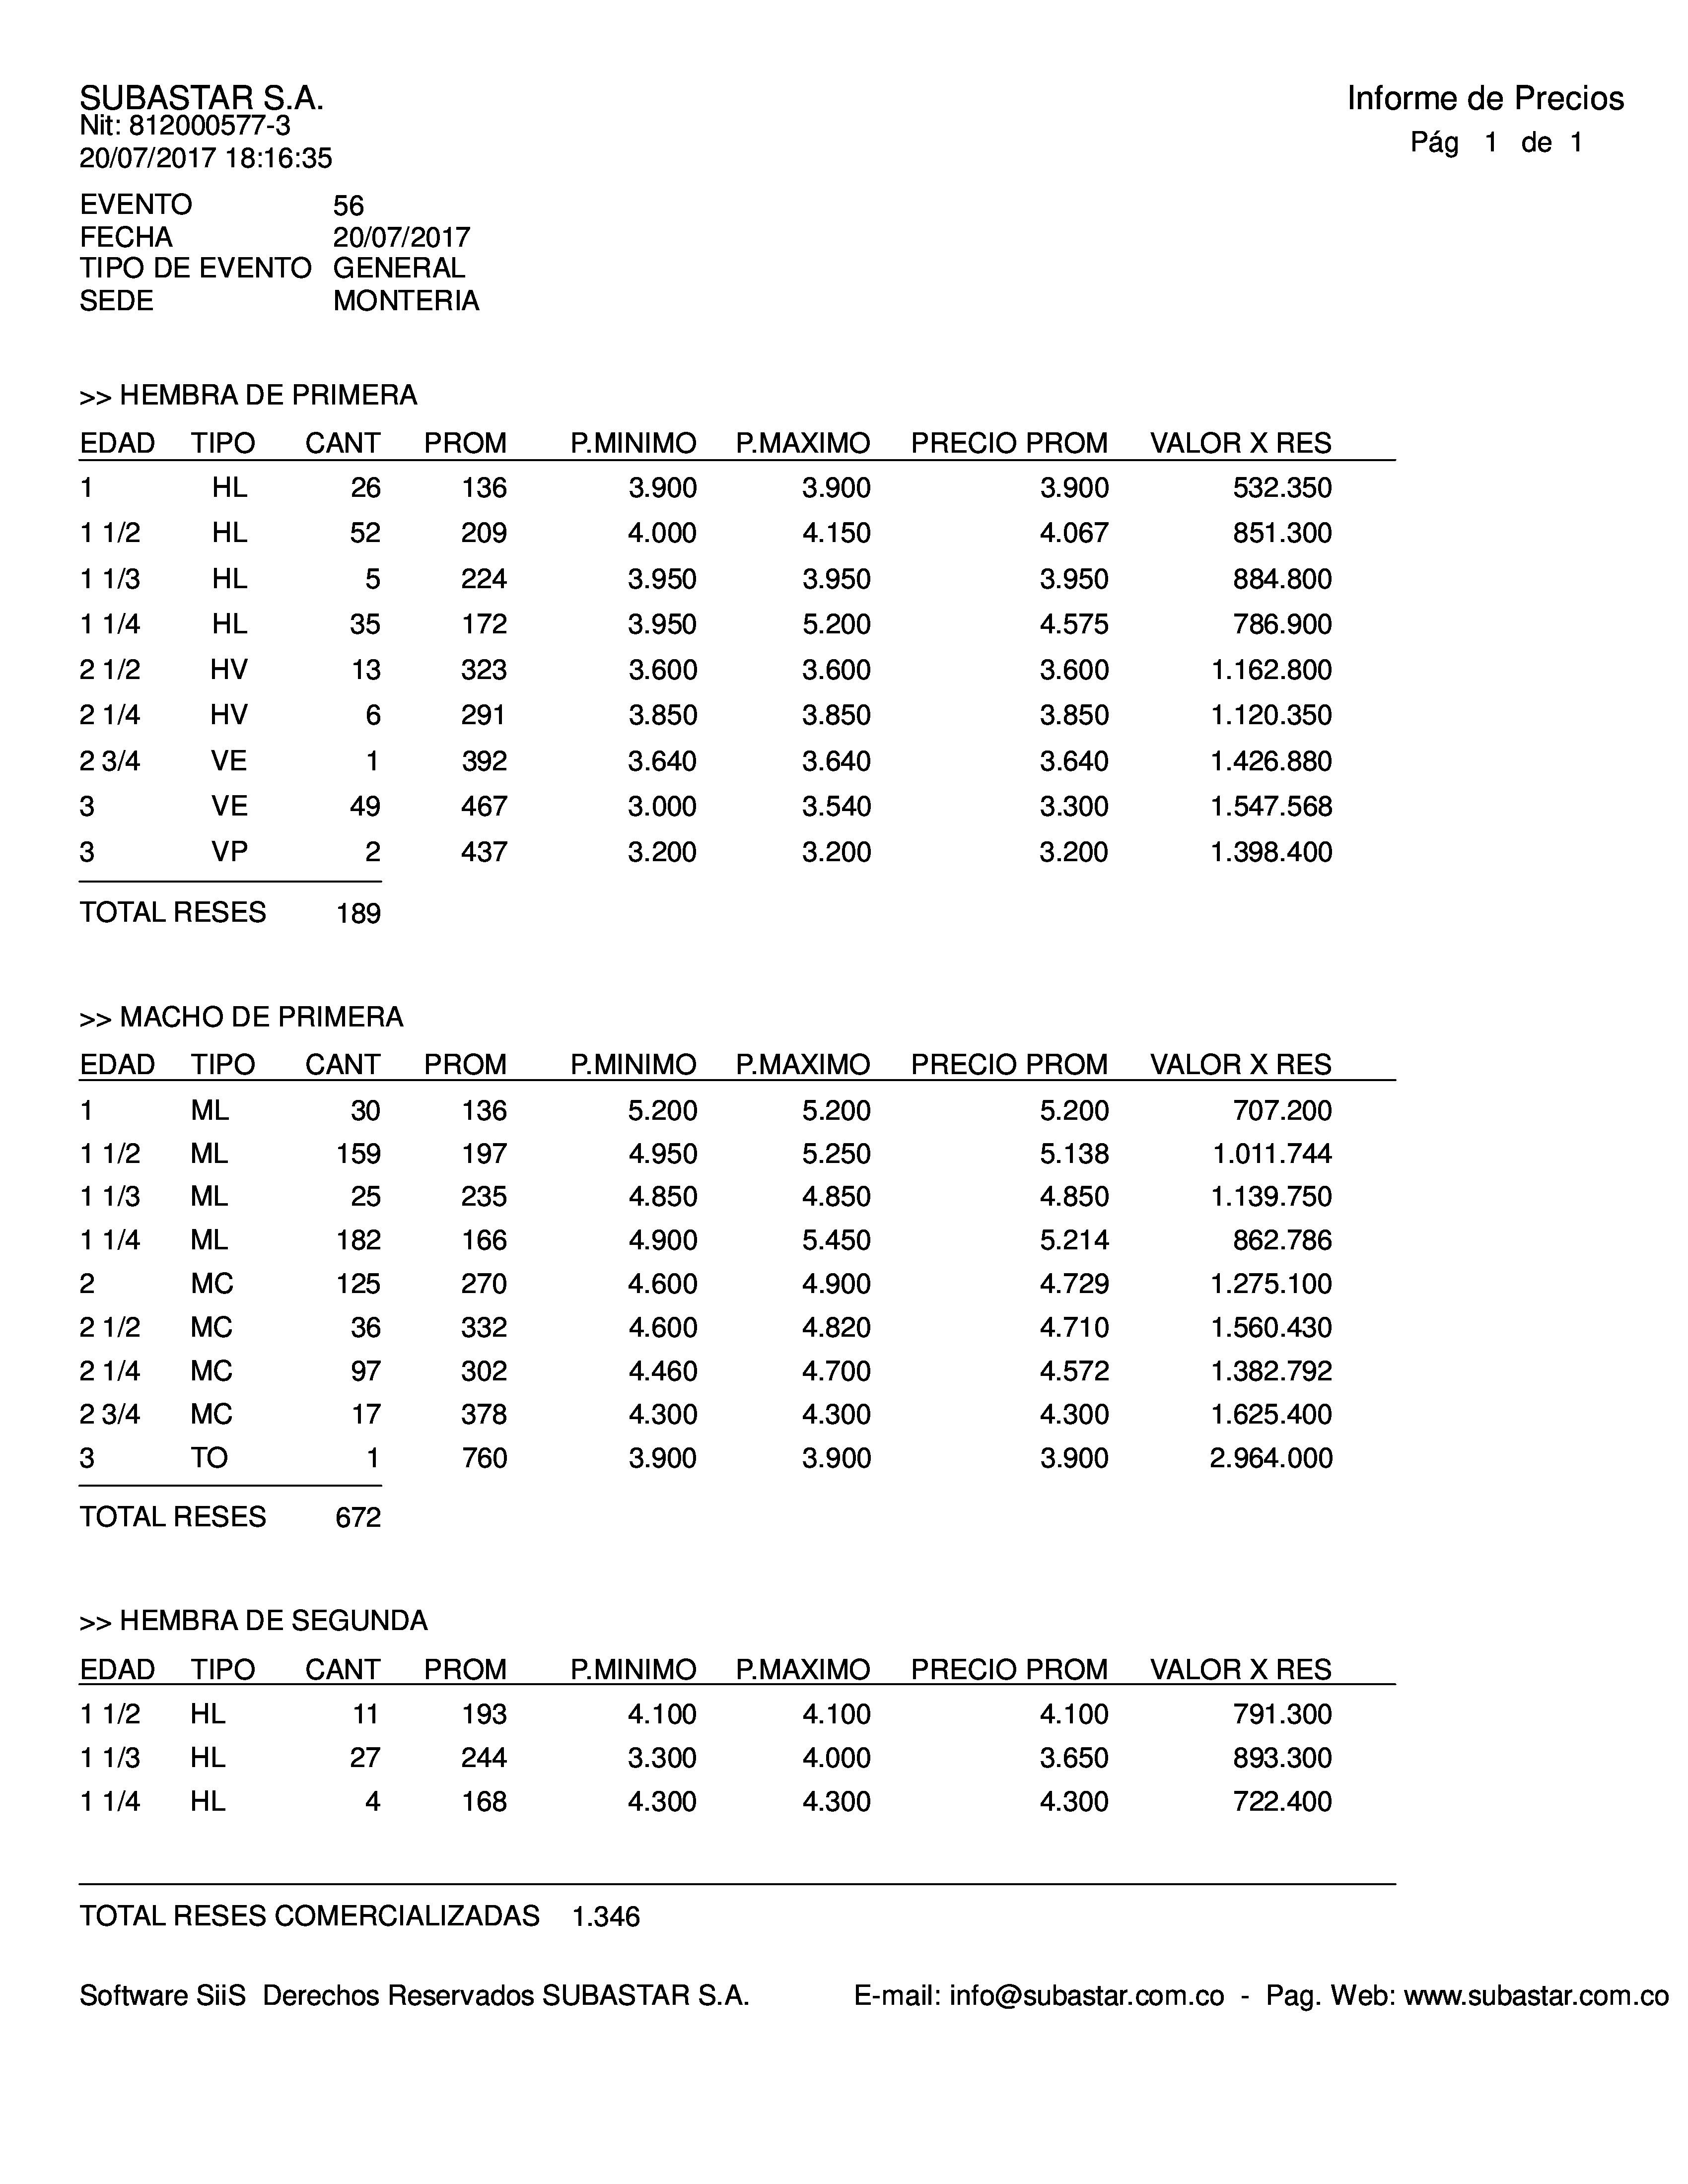 SUBASTAR S.A.
Informe de Precios
Nit: 812000577-3
Pág 1 de 1
20/07/2017 18:16:35
EVENTO 56
FECHA 20/07/2017
TIPO DE EVENTO GENERAL
SEDE MONTERIA
>> HEMBRA DE PRIMERA
EDAD TIPO CANT PROM P.MINIMO P.MAXIMO PRECIO PROM VALOR X RES
1 HL 26 136 3.900 3.900 3.900 532.350
1 1/2 HL 52 209 4.000 4.150 4.067 851.300
1 1/3 HL 5 224 3.950 3.950 3.950 884.800
1 1/4 HL 35 172 3.950 5.200 4.575 786.900
2 1/2 HV 13 323 3.600 3.600 3.600 1.162.800
2 1/4 HV 6 291 3.850 3.850 3.850 1.120.350
2 3/4 VE 1 392 3.640 3.640 3.640 1.426.880
3 VE 49 467 3.000 3.540 3.300 1.547.568
3 VP 2 437 3.200 3.200 3.200 1.398.400
TOTAL RESES 189
>> MACHO DE PRIMERA
EDAD TIPO CANT PROM P.MINIMO P.MAXIMO PRECIO PROM VALOR X RES
1 ML 30 136 5.200 5.200 5.200 707.200
1 1/2 ML 159 197 4.950 5.250 5.138 1.011.744
1 1/3 ML 25 235 4.850 4.850 4.850 1.139.750
1 1/4 ML 182 166 4.900 5.450 5.214 862.786
2 MC 125 270 4.600 4.900 4.729 1.275.100
2 1/2 MC 36 332 4.600 4.820 4.710 1.560.430
2 1/4 MC 97 302 4.460 4.700 4.572 1.382.792
2 3/4 MC 17 378 4.300 4.300 4.300 1.625.400
3 TO 1 760 3.900 3.900 3.900 2.964.000
TOTAL RESES 672
>> HEMBRA DE SEGUNDA
EDAD TIPO CANT PROM P.MINIMO P.MAXIMO PRECIO PROM VALOR X RES
1 1/2 HL 11 193 4.100 4.100 4.100 791.300
1 1/3 HL 27 244 3.300 4.000 3.650 893.300
1 1/4 HL 4 168 4.300 4.300 4.300 722.400
TOTAL RESES COMERCIALIZADAS 1.346
Software SiiS Derechos Reservados SUBASTAR S.A. E-mail: info@subastar.com.co - Pag. Web: www.subastar.com.co